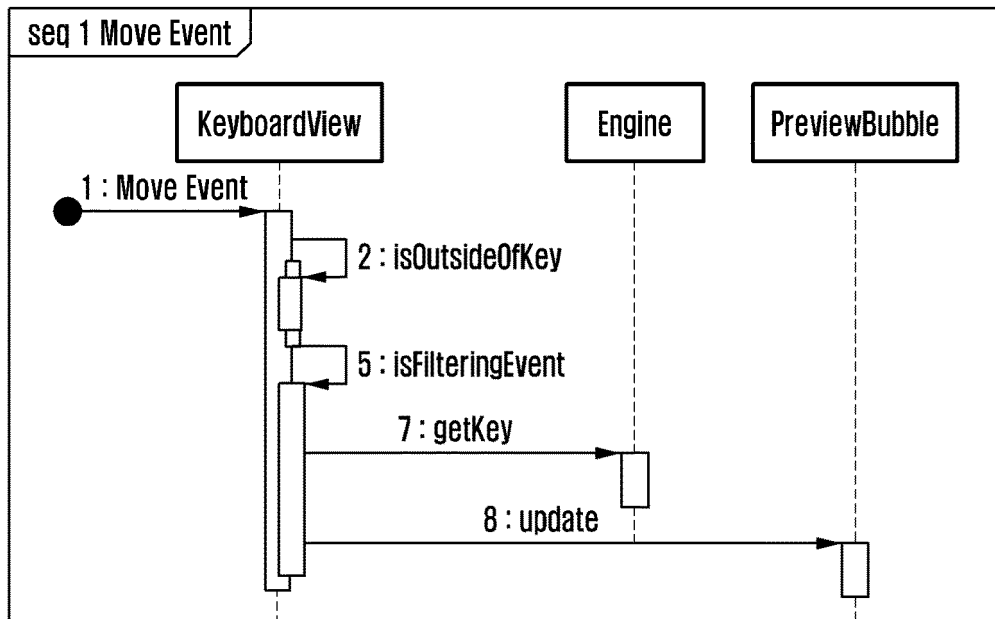 seq 1 Move Event
KeyboardView
Engine
PreviewBubble
1 : Move Event
2 : isOutsideOfKey
5 : isFilteringEvent
7 : getKey
8 : update